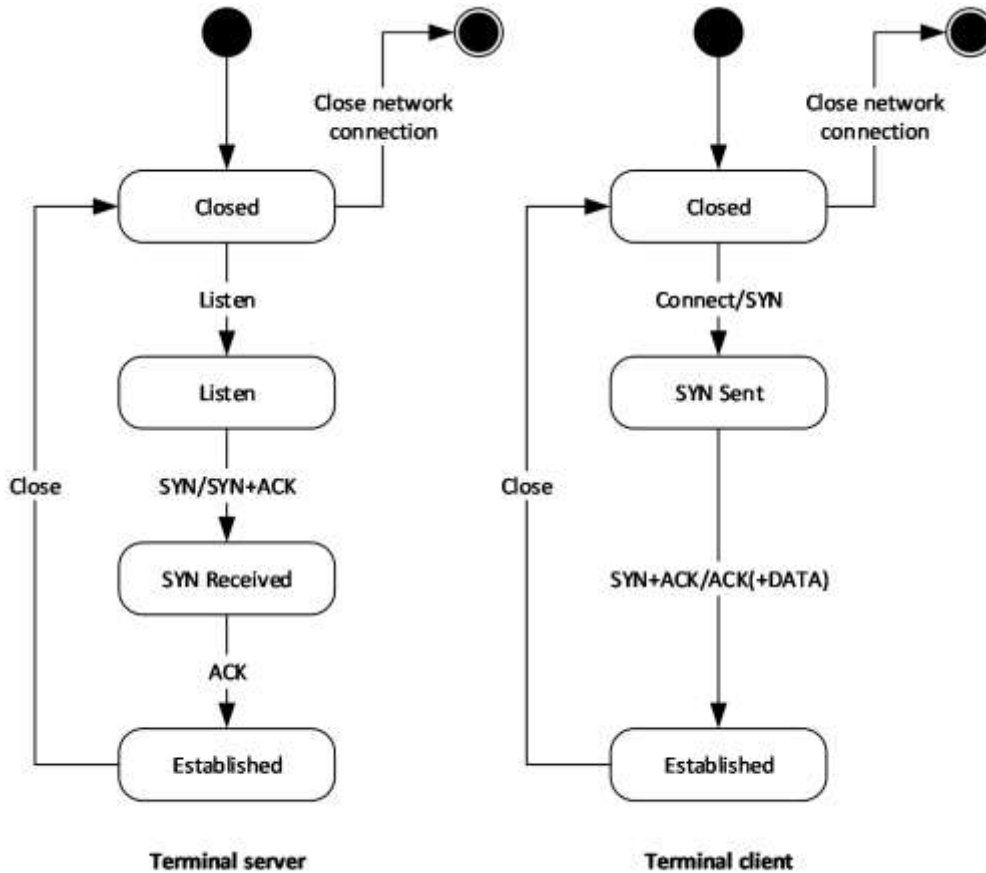 Close network
connection
Closed
Listen
Listen
Close
SYN/SYN+ACK
SYN Received
ACK
Established
Terminal server
Close network
connection
Closed
Connect/SYN
SYN Sent
Close
SYN+ACK/ACK(+DATA)
Established
Terminal client